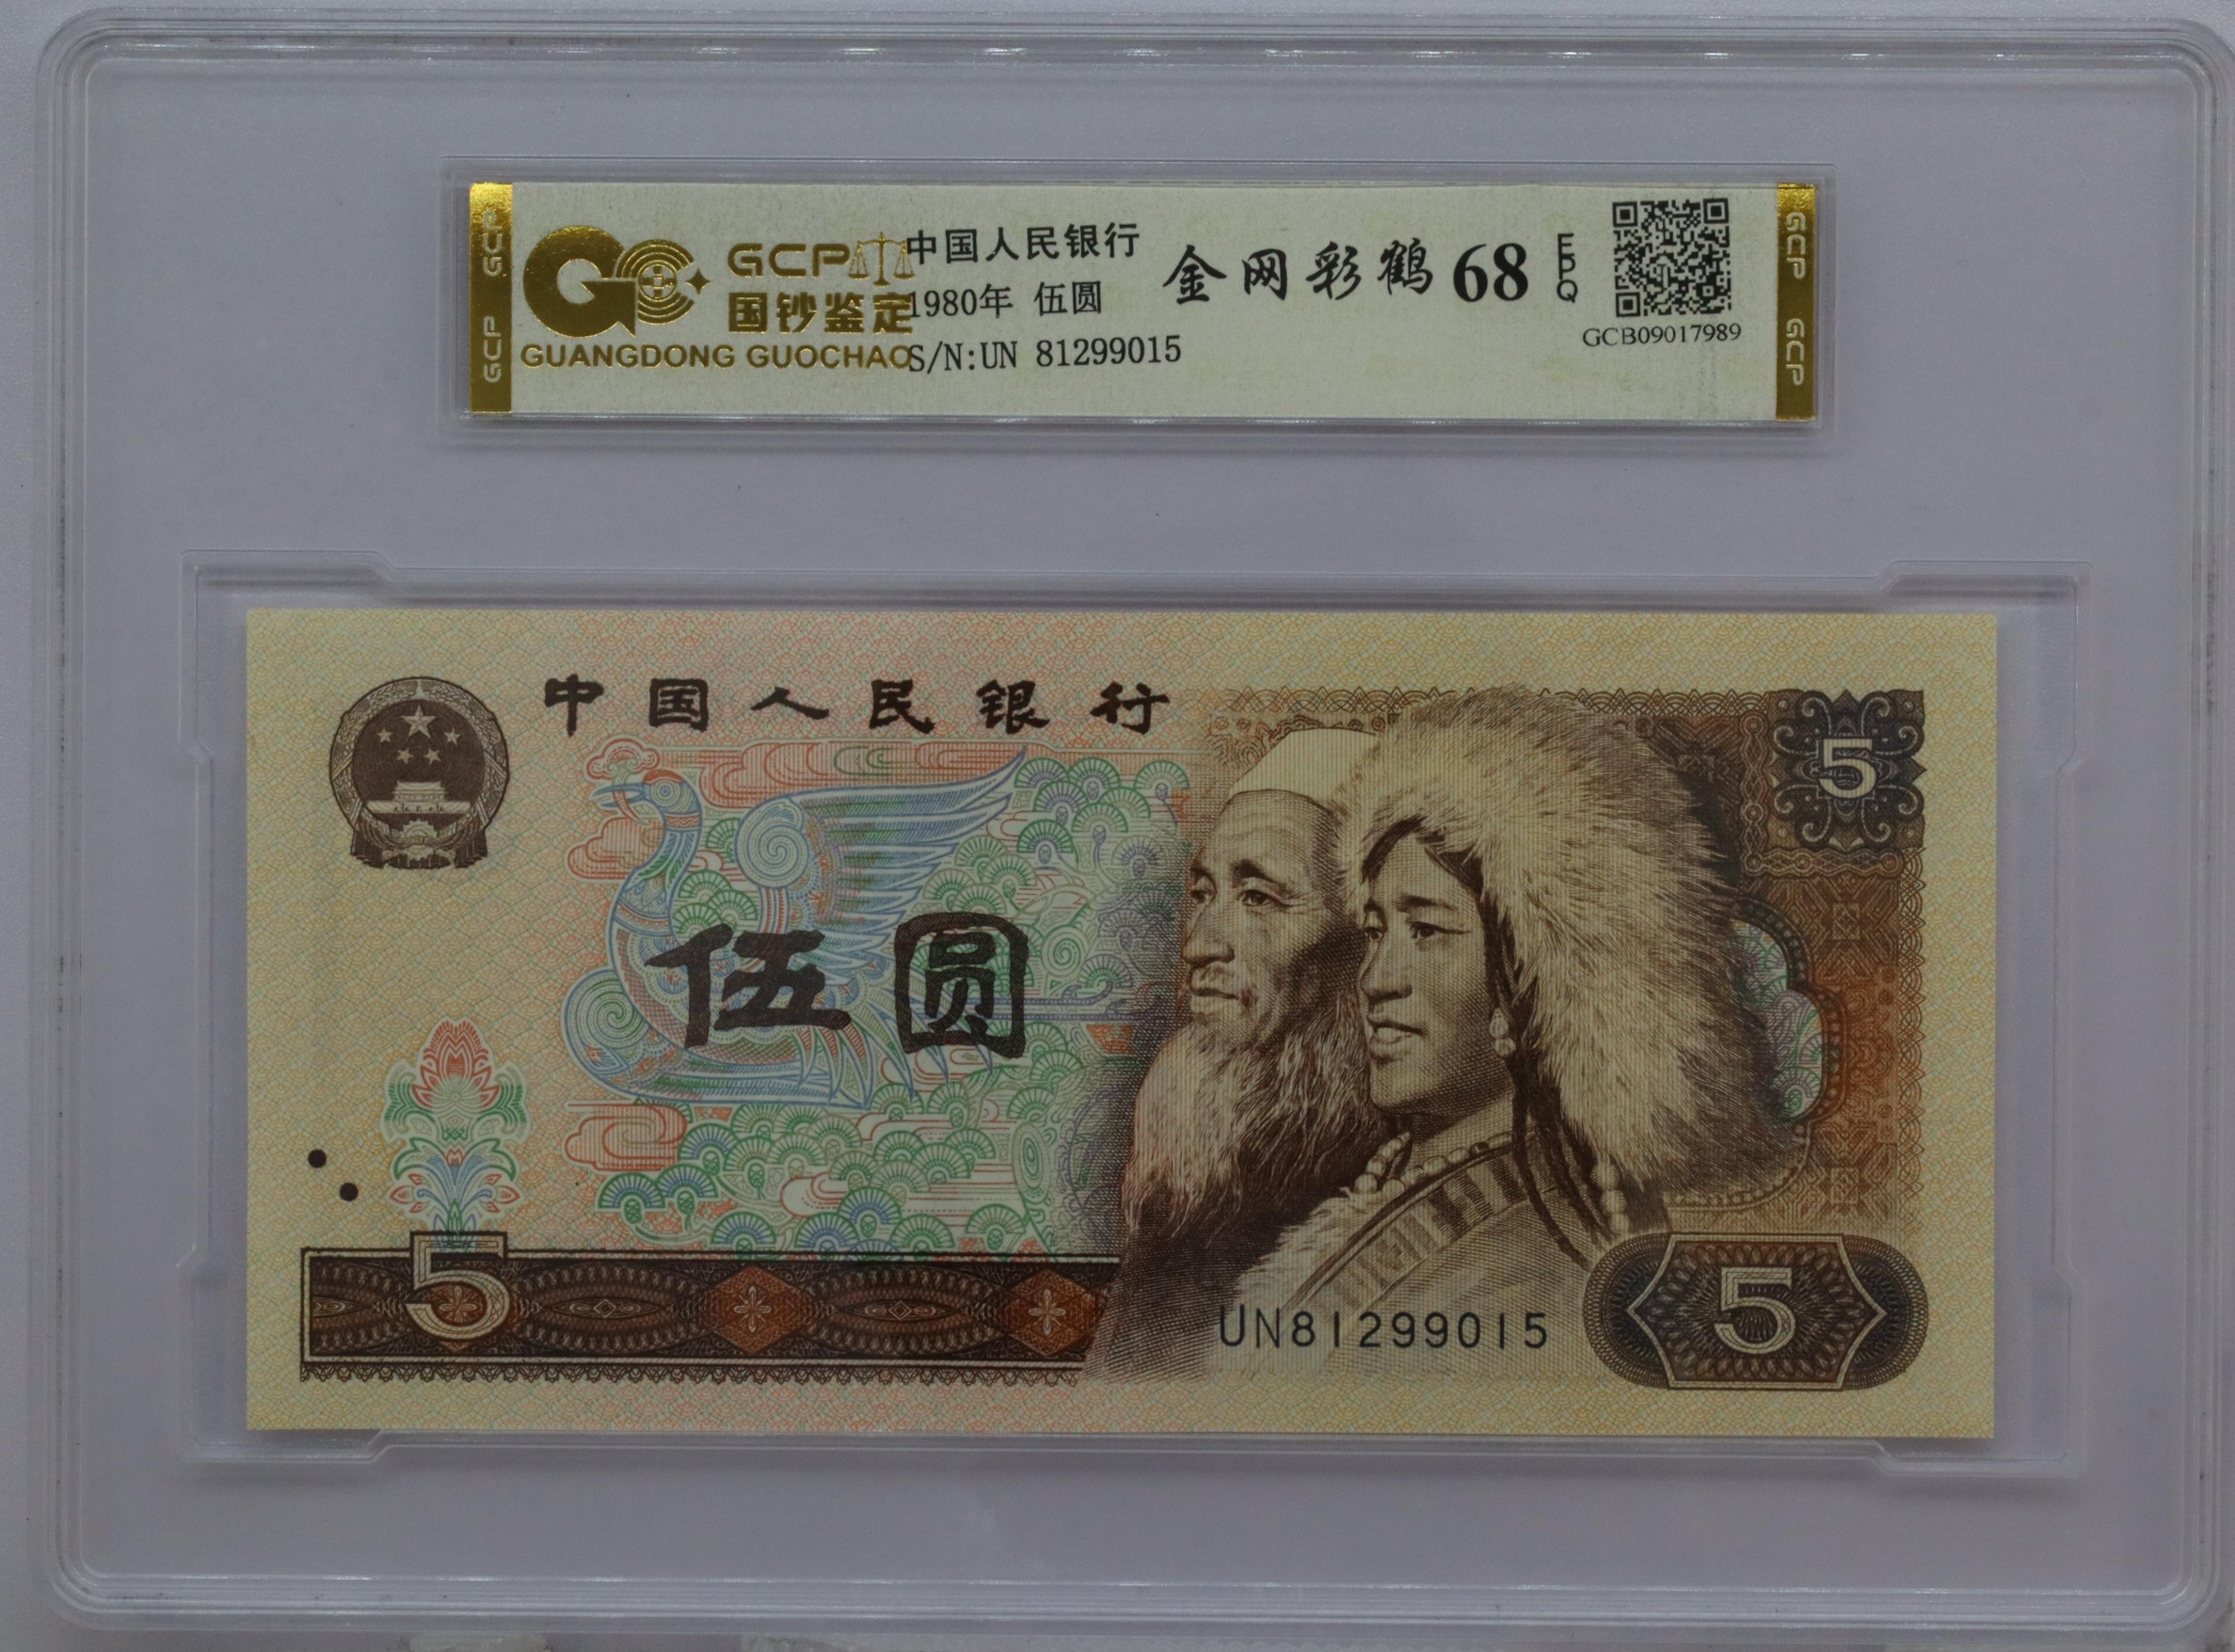 GCP GCP
GCP
国钞鉴定
GUANGDONG GUOCHAO
中国人民银行
1980年 伍圆
S/N:UN 81299015
金网彩鹤 68 EPQ
GCB09017989
GCP GCP
中国人民银行
5
伍圆
5
UN81299015
5